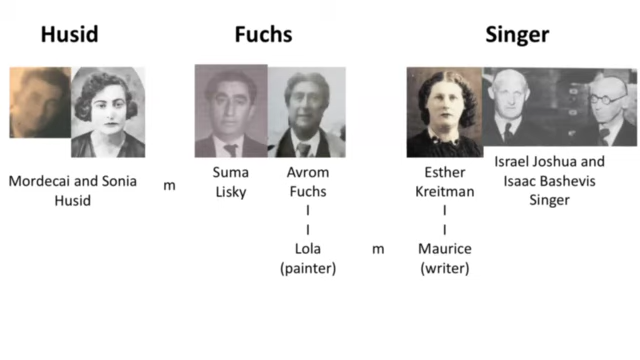 Husid
Fuchs
Singer
Mordecai and Sonia
Husid
m
Suma
Lisky
Avrom
Fuchs
Esther
Kreitman
Israel Joshua and
Isaac Bashevis
Singer
I
I
I
I
Lola
(painter)
m
Maurice
(writer)